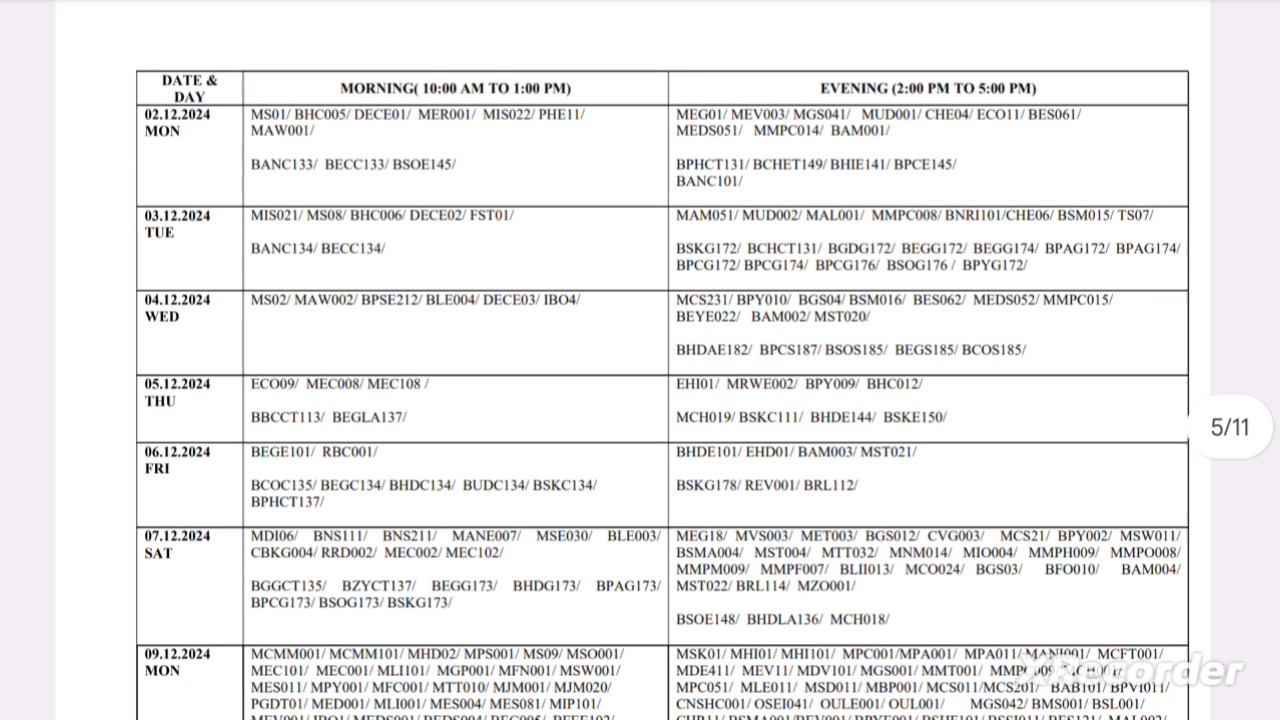 DATE & DAY
MORNING( 10:00 AM TO 1:00 PM)
EVENING (2:00 PM TO 5:00 PM)
02.12.2024
MON
MS01/ BHC005/ DECE01/ MER001/ MIS022/ PHE11/
MAW001/
BANC133/ BECC133/ BSOE145/
MEG01/ MEV003/ MGS041/ MUD001/ CHE04/ ECO11/ BES061/
MEDS051/ MMPC014/ BAM001/
BPHCT131/ BCHET149/ BHIE141/ BPCE145/
BANC101/
03.12.2024
TUE
MIS021/ MS08/ BHC006/ DECE02/ FST01/
BANC134/ BECC134/
MAM051/ MUD002/ MAL001/ MMPC008/ BNRI101/CHE06/ BSM015/ TS07/
BSKG172/ BCHCT131/ BGDG172/ BEGG172/ BEGG174/ BPAG172/ BPAG174/
BPCG172/ BPCG174/ BPCG176/ BSOG176 / BPYG172/
04.12.2024
WED
MS02/ MAW002/ BPSE212/ BLE004/ DECE03/ IBO4/
MCS231/ BPY010/ BGS04/ BSM016/ BES062/ MEDS052/ MMPC015/
BEYE022/ BAM002/ MST020/
BHDAE182/ BPCS187/ BSOS185/ BEGS185/ BCOS185/
05.12.2024
THU
ECO09/ MEC008/ MEC108 /
BBCCT113/ BEGLA137/
EHI01/ MRWE002/ BPY009/ BHC012/
MCH019/ BSKC111/ BHDE144/ BSKE150/
06.12.2024
FRI
BEGE101/ RBC001/
BCOC135/ BEGC134/ BHDC134/ BUDC134/ BSKC134/
BPHCT137/
BHDE101/ EHD01/ BAM003/ MST021/
BSKG178/ REV001/ BRL112/
07.12.2024
SAT
MDI06/ BNS111/ BNS211/ MANE007/ MSE030/ BLE003/
CBKG004/ RRD002/ MEC002/ MEC102/
BGGCT135/ BZYCT137/ BEGG173/ BHDG173/ BPAG173/
BPCG173/ BSOG173/ BSKG173/
MEG18/ MVS003/ MET003/ BGS012/ CVG003/ MCS21/ BPY002/ MSW011/
BSMA004/ MST004/ MTT032/ MNM014/ MIO004/ MMPH009/ MMPO008/
MMPM009/ MMPF007/ BLII013/ MCO024/ BGS03/ BFO010/ BAM004/
MST022/ BRL114/ MZO001/
BSOE148/ BHDLA136/ MCH018/
09.12.2024
MON
MCMM001/ MCMM101/ MHD02/ MPS001/ MS09/ MSO001/
MEC101/ MEC001/ MLI101/ MGP001/ MFN001/ MSW001/
MES011/ MPY001/ MFC001/ MTT010/ MJM001/ MJM020/
PGDT01/ MED001/ MLI001/ MES004/ MES081/ MIP101/
MSK01/ MHI01/ MHI101/ MPC001/MPA001/ MPA011/ MANI001/ MCFT001/
MDE411/ MEV11/ MDV101/ MGS001/ MMT001/
MPC051/ MLE011/ MSD011/ MBP001/ MCS011/MCS201/ BAB101/ BPVI011/
CNSHC001/ OSEI041/ OULE001/ OUL001/ MGS042/ BMS001/ BSL001/
5/11
XRecorder